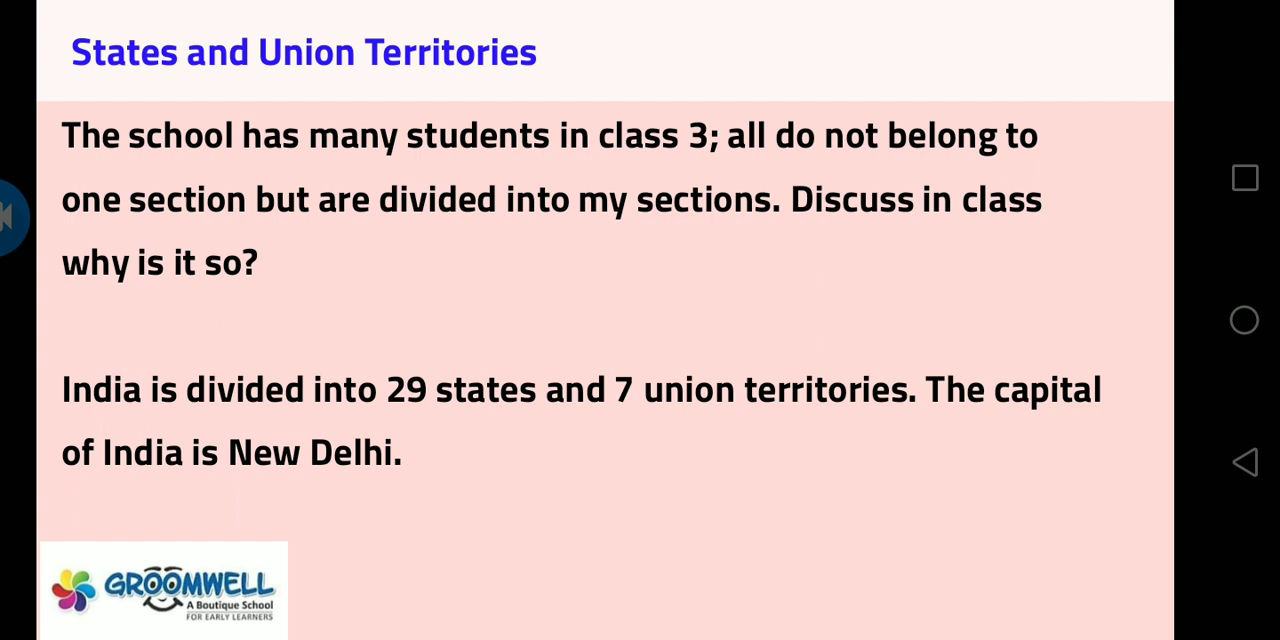 States and Union Territories
The school has many students in class 3; all do not belong to
one section but are divided into my sections. Discuss in class
why is it so?
India is divided into 29 states and 7 union territories. The capital
of India is New Delhi.
GROOMWELL
A Boutique School
FOR EARLY LEARNERS